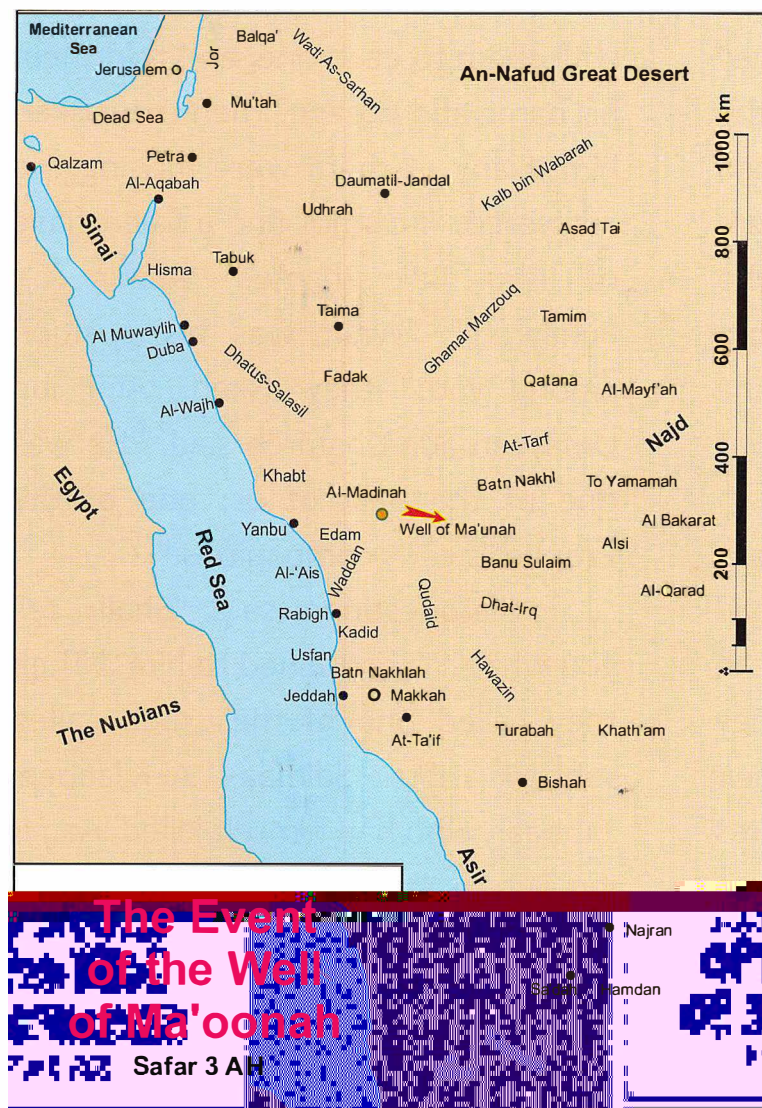 Mediterranean
Sea
Balqa'
Wadi As-Sarhan
Jor
Jerusalem
An-Nafud Great Desert
Mu'tah
Dead Sea
1000 km
Petra
Qalzam
Al-Aqabah
Daumatil-Jandal
Kalb bin Wabarah
Udhrah
Sinai
Asad Tai
800
Tabuk
Hisma
Taima
Ghamar Marzouq
Tamim
Al Muwaylih
Duba
600
Dhatus-Salasil
Fadak
Qatana
Al-Mayf'ah
Al-Wajh
Najd
At-Tarf
400
Khabt
Egypt
Al-Madinah
Batn Nakhl
To Yamamah
Yanbu
Edam
Well of Ma'unah
Al Bakarat
Alsi
Red Sea
Waddan
Banu Sulaim
200
Al-'Ais
Qudaid
Al-Qarad
Rabigh
Dhat-Irq
Kadid
Usfan
Hawazin
Batn Nakhlah
Jeddah
Makkah
The Nubians
At-Ta'if
Turabah
Khath'am
Bishah
Asir
The Event
of the Well
of Ma'oonah
Safar 3 AH
Najran
Hamdan